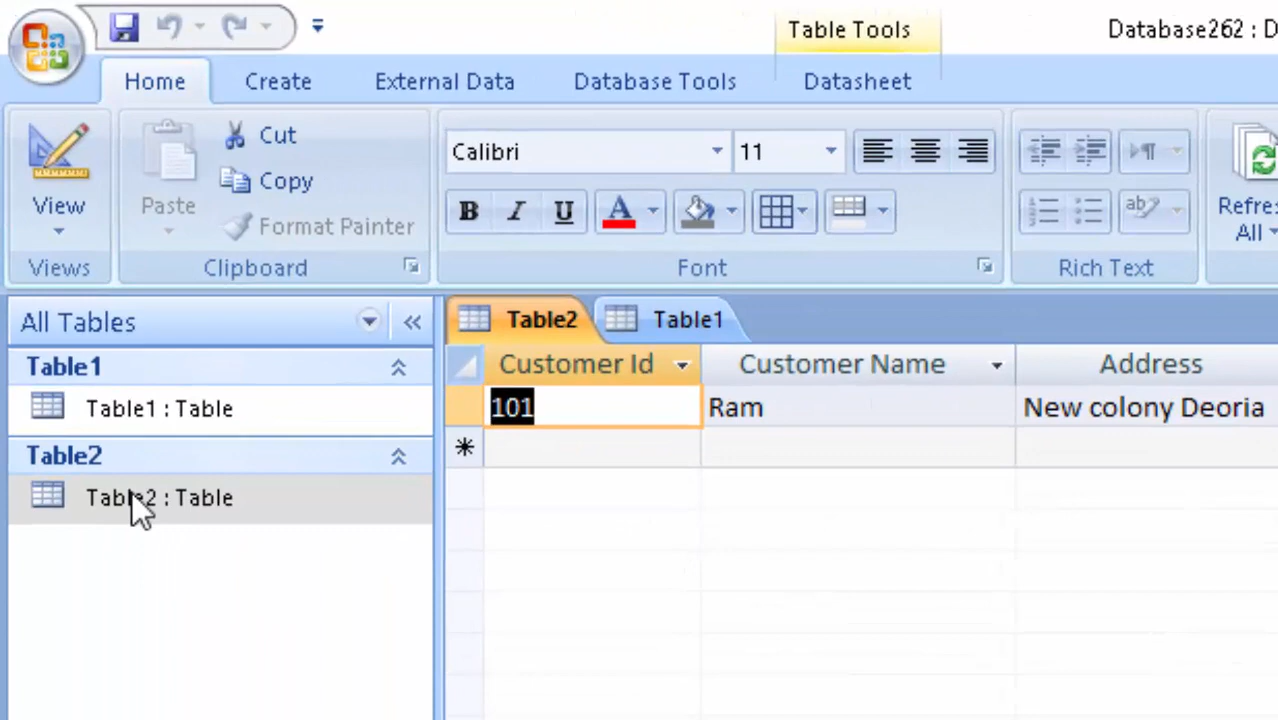 Table Tools
Database262 : D
Home
Create
External Data
Database Tools
Datasheet
View
Paste
Cut
Copy
Format Painter
Calibri
11
B I U A
ab
Refres
All
Views
Clipboard
Font
Rich Text
All Tables
Table2
Table1
Table1
Table1 : Table
Table2
Table2 : Table
Customer Id
Customer Name
Address
101
Ram
New colony Deoria